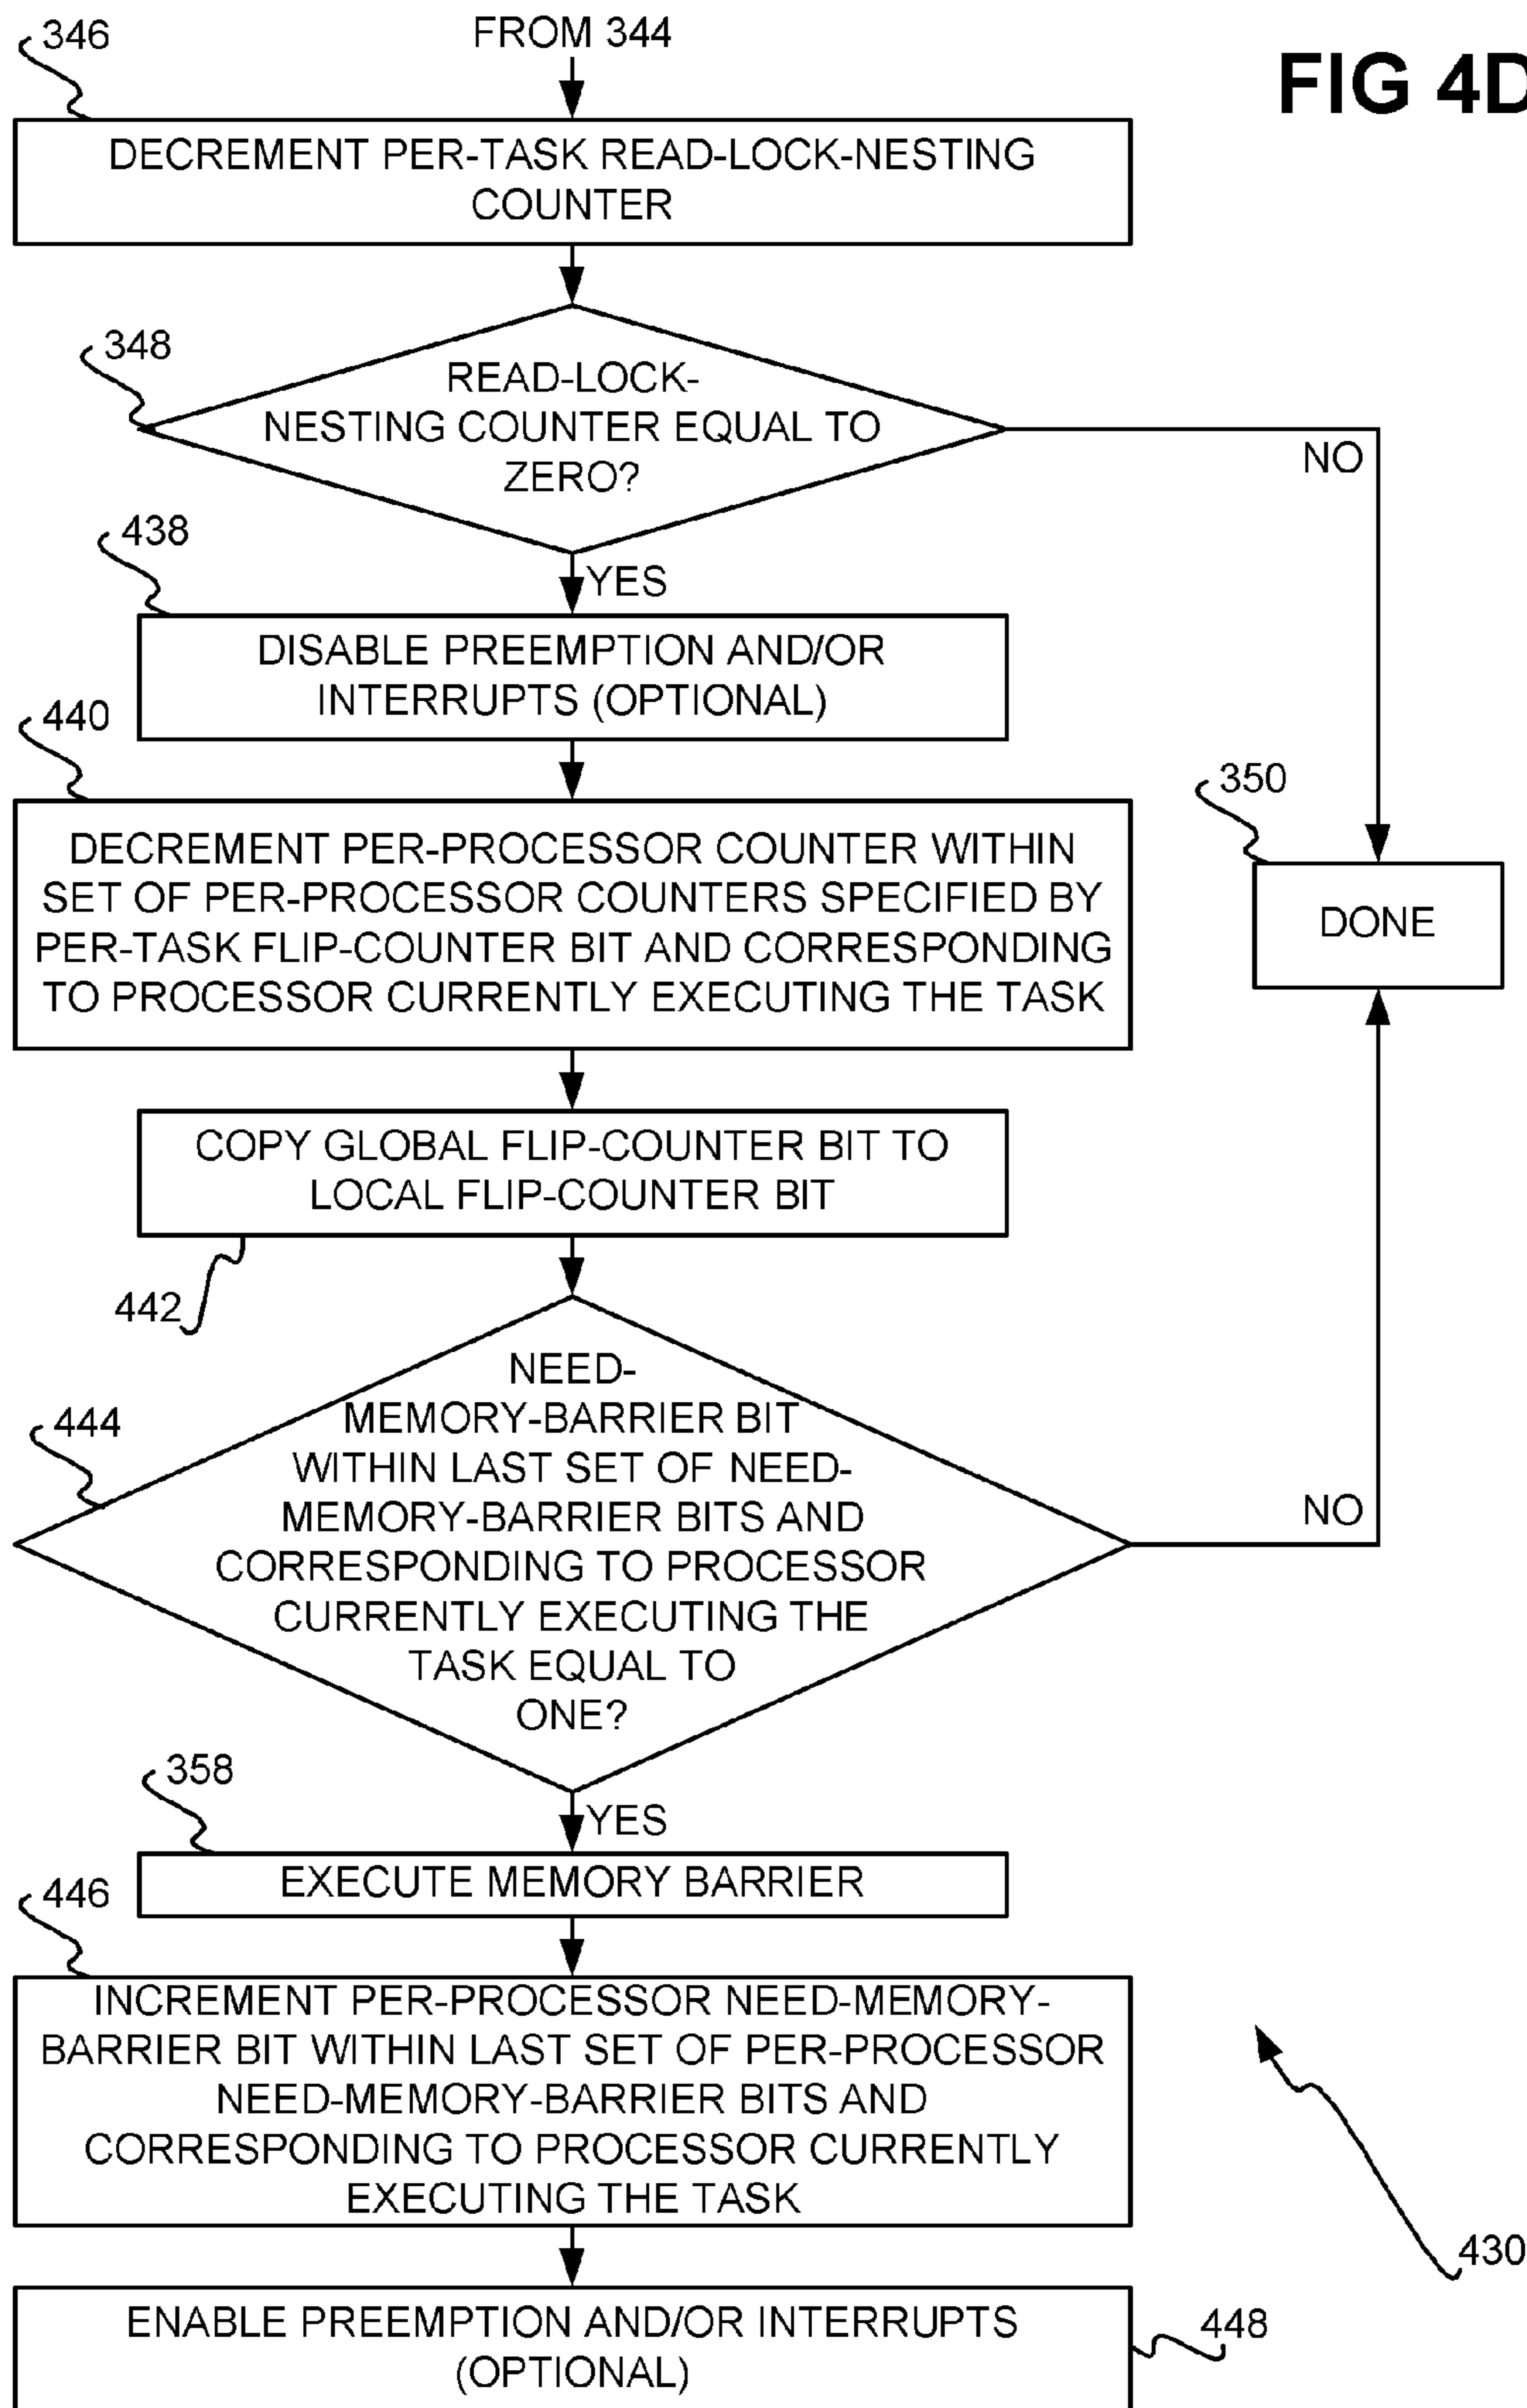 346
FROM 344
FIG 4D
DECREMENT PER-TASK READ-LOCK-NESTING
COUNTER
348
READ-LOCK-
NESTING COUNTER EQUAL TO
ZERO?
NO
438
YES
DISABLE PREEMPTION AND/OR
INTERRUPTS (OPTIONAL)
440
350
DECREMENT PER-PROCESSOR COUNTER WITHIN
SET OF PER-PROCESSOR COUNTERS SPECIFIED BY
PER-TASK FLIP-COUNTER BIT AND CORRESPONDING
TO PROCESSOR CURRENTLY EXECUTING THE TASK
DONE
COPY GLOBAL FLIP-COUNTER BIT TO
LOCAL FLIP-COUNTER BIT
442
444
NEED-
MEMORY-BARRIER BIT
WITHIN LAST SET OF NEED-
MEMORY-BARRIER BITS AND
CORRESPONDING TO PROCESSOR
CURRENTLY EXECUTING THE
TASK EQUAL TO
ONE?
NO
358
YES
EXECUTE MEMORY BARRIER
446
INCREMENT PER-PROCESSOR NEED-MEMORY-
BARRIER BIT WITHIN LAST SET OF PER-PROCESSOR
NEED-MEMORY-BARRIER BITS AND
CORRESPONDING TO PROCESSOR CURRENTLY
EXECUTING THE TASK
430
ENABLE PREEMPTION AND/OR INTERRUPTS
(OPTIONAL)
448